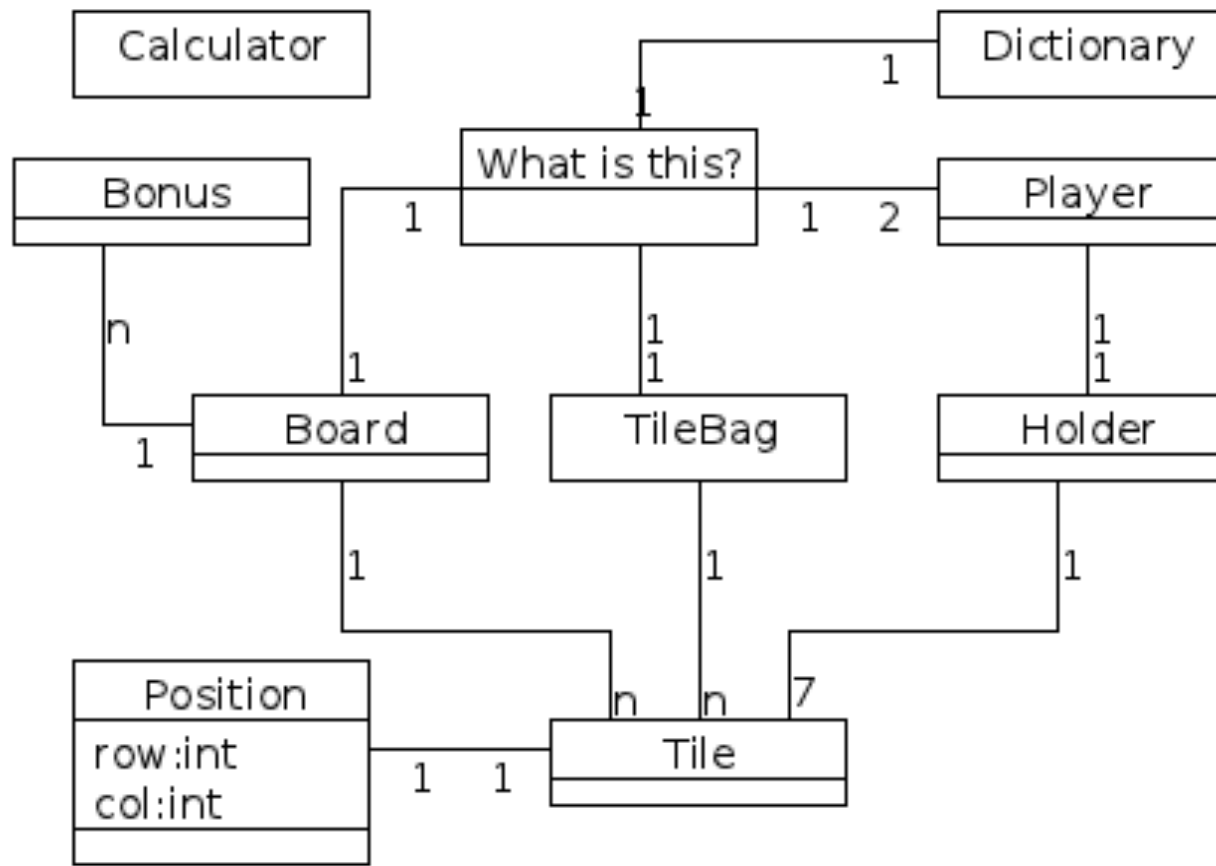 Calculator
Dictionary
1
1
What is this?
Bonus
Player
1
1
2
n
1
1
1
1
1
1
Board
TileBag
Holder
1
1
1
1
n
n
7
Position
row:int
col:int
Tile
1
1